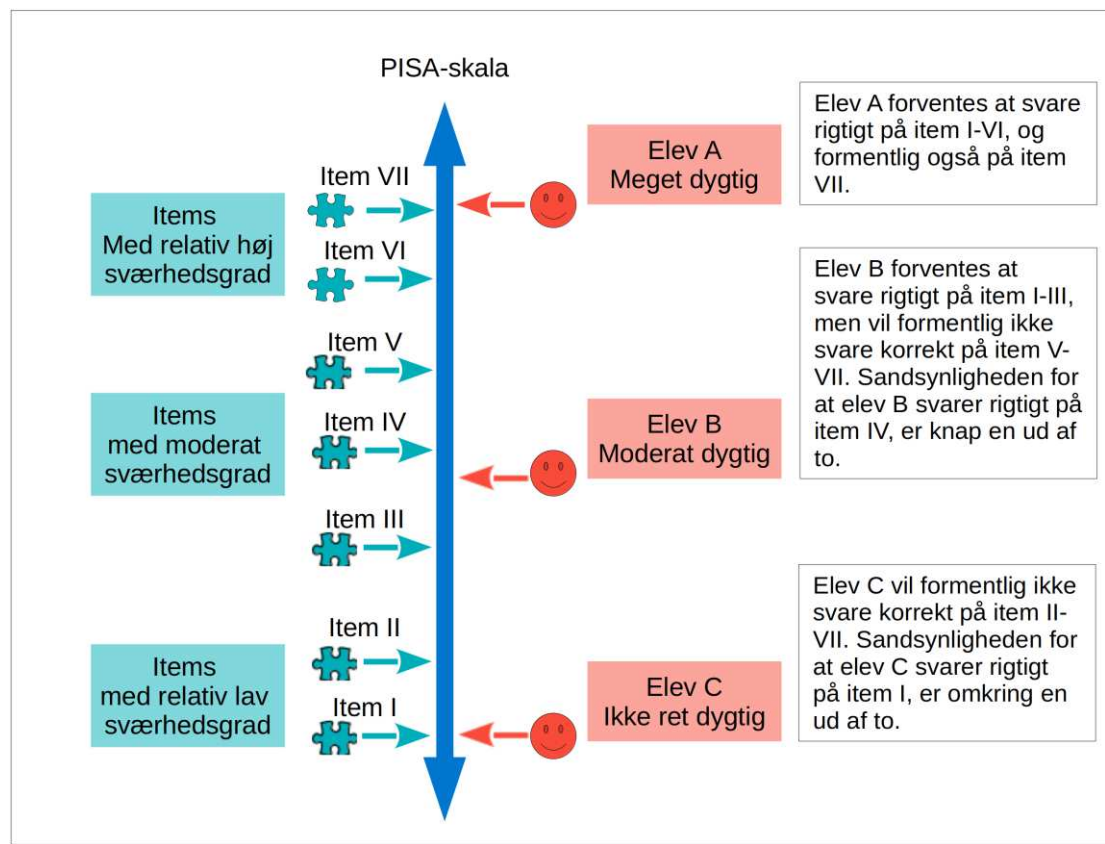 PISA-skala
Item VII
Items
Med relativ høj
sværhedsgrad
Item VI
Item V
Items
med moderat
sværhedsgrad
Item IV
Item III
Item II
Items
med relativ lav
sværhedsgrad
Item I
Elev A
Meget dygtig
Elev A forventes at svare
rigtigt på item I-VI, og
formentlig også på item
VII.
Elev B
Moderat dygtig
Elev B forventes at
svare rigtigt på item I-III,
men vil formentlig ikke
svare korrekt på item V-
VII. Sandsynligheden for
at elev B svarer rigtigt på
item IV, er knap en ud af
to.
Elev C
Ikke ret dygtig
Elev C vil formentlig ikke
svare korrekt på item II-
VII. Sandsynligheden for
at elev C svarer rigtigt
på item I, er omkring en
ud af to.